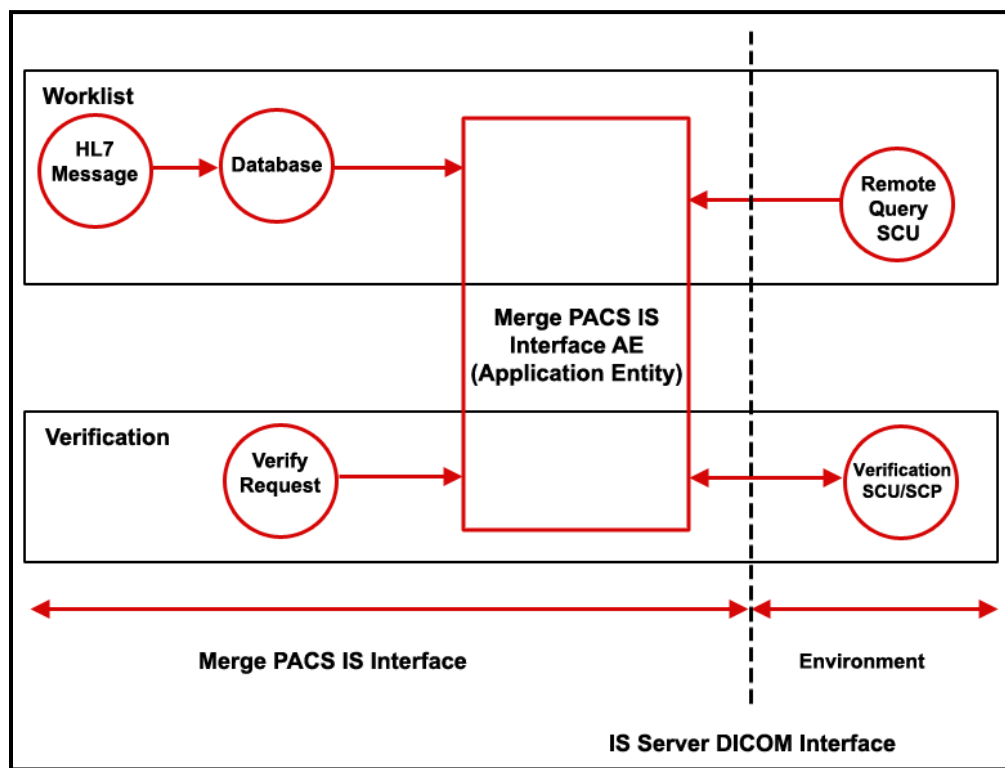 Worklist
HL7
Message
Database
Remote
Query
SCU
Merge PACS IS
Interface AE
(Application Entity)
Verification
Verify
Request
Verification
SCU/SCP
Merge PACS IS Interface
Environment
IS Server DICOM Interface